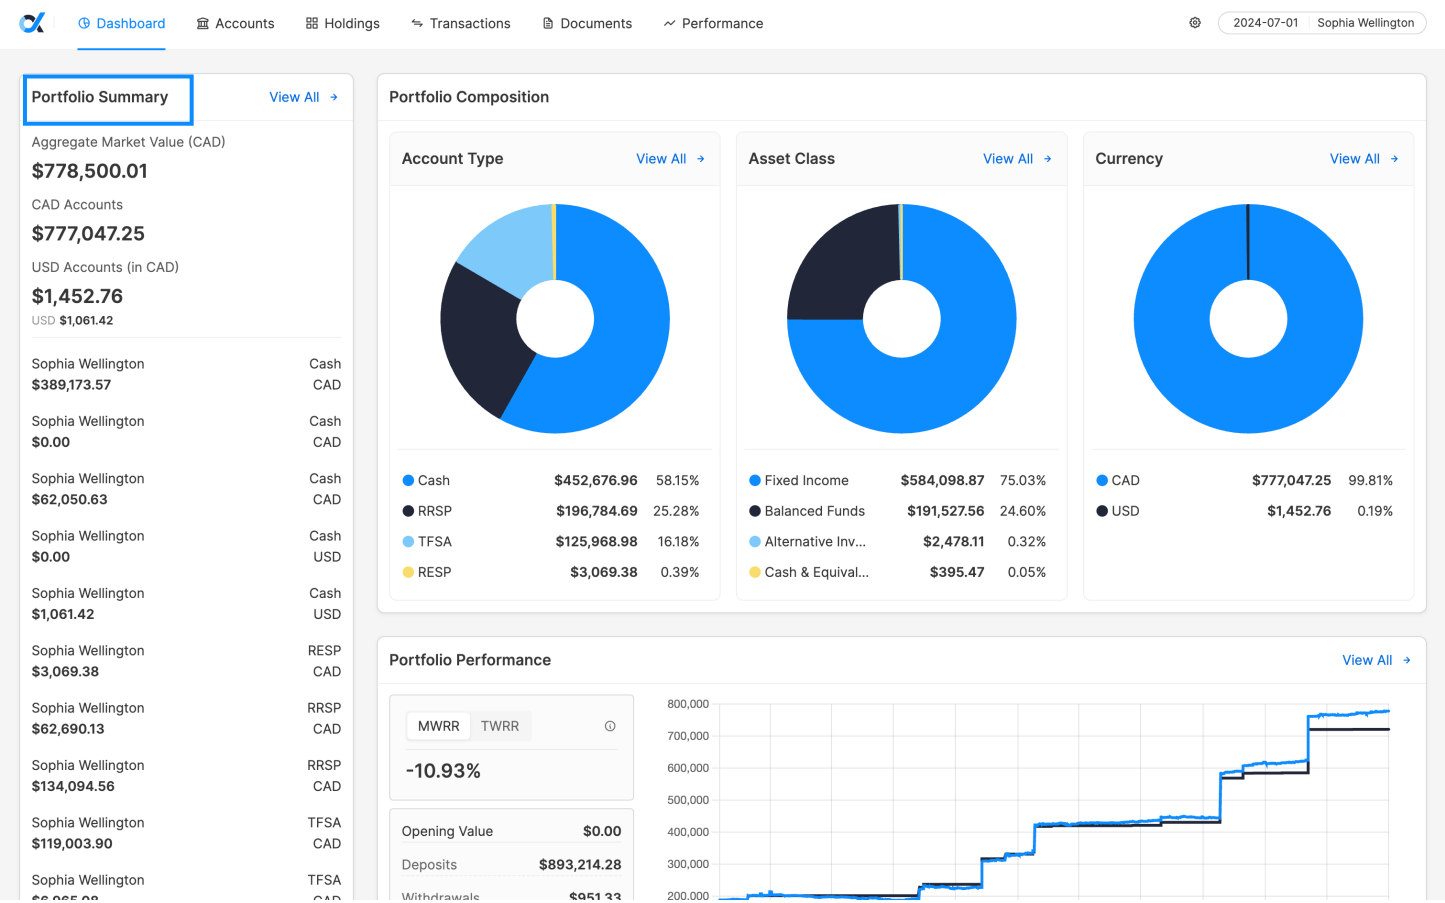 Dashboard Accounts Holdings Transactions Documents Performance 2024-07-01 Sophia Wellington
Portfolio Summary View All
Aggregate Market Value (CAD)
$778,500.01
CAD Accounts
$777,047.25
USD Accounts (in CAD)
$1,452.76
USD $1,061.42
Sophia Wellington Cash
$389,173.57 CAD
Sophia Wellington Cash
$0.00 CAD
Sophia Wellington Cash
$62,050.63 CAD
Sophia Wellington Cash
$0.00 USD
Sophia Wellington Cash
$1,061.42 USD
Sophia Wellington RESP
$3,069.38 CAD
Sophia Wellington RRSP
$62,690.13 CAD
Sophia Wellington RRSP
$134,094.56 CAD
Sophia Wellington TFSA
$119,003.90 CAD
Sophia Wellington TFSA
$6,965.08 CAD
Portfolio Composition
Account Type View All
Cash $452,676.96 58.15%
RRSP $196,784.69 25.28%
TFSA $125,968.98 16.18%
RESP $3,069.38 0.39%
Asset Class View All
Fixed Income $584,098.87 75.03%
Balanced Funds $191,527.56 24.60%
Alternative Inv... $2,478.11 0.32%
Cash & Equival... $395.47 0.05%
Currency View All
CAD $777,047.25 99.81%
USD $1,452.76 0.19%
Portfolio Performance View All
MWRR TWRR
-10.93%
Opening Value $0.00
Deposits $893,214.28
Withdrawals $951.33
800,000
700,000
600,000
500,000
400,000
300,000
200,000